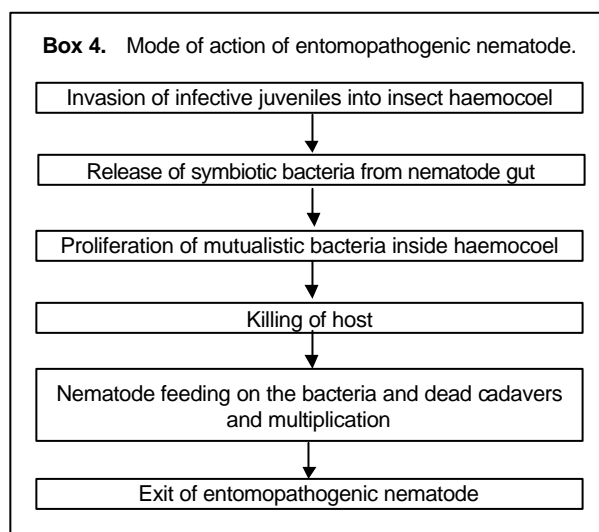 Box 4. Mode of action of entomopathogenic nematode.
Invasion of infective juveniles into insect haemocoel
Release of symbiotic bacteria from nematode gut
Proliferation of mutualistic bacteria inside haemocoel
Killing of host
Nematode feeding on the bacteria and dead cadavers
and multiplication
Exit of entomopathogenic nematode